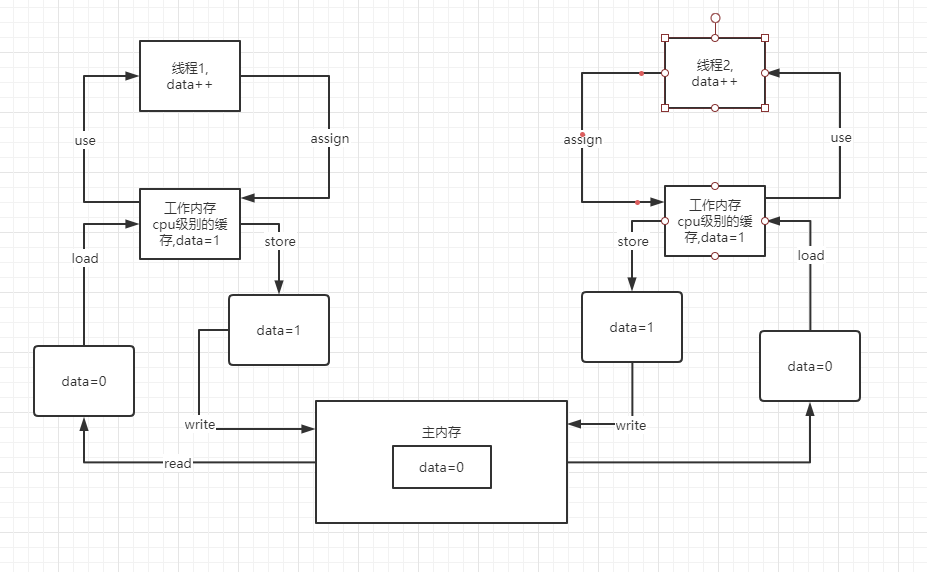 线程1,
data++
线程2,
data++
use
assign
assign
use
工作内存
cpu级别的缓
存,data=1
工作内存
cpu级别的缓
存,data=1
load
store
store
load
data=1
data=1
data=0
data=0
write
write
主内存
read
data=0